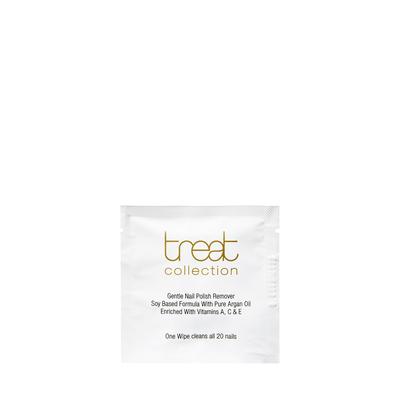 treat
collection
Gentle Nail Polish Remover
Soy Based Formula With Pure Argan Oil
Enriched With Vitamins A, C & E
One Wipe cleans all 20 nails